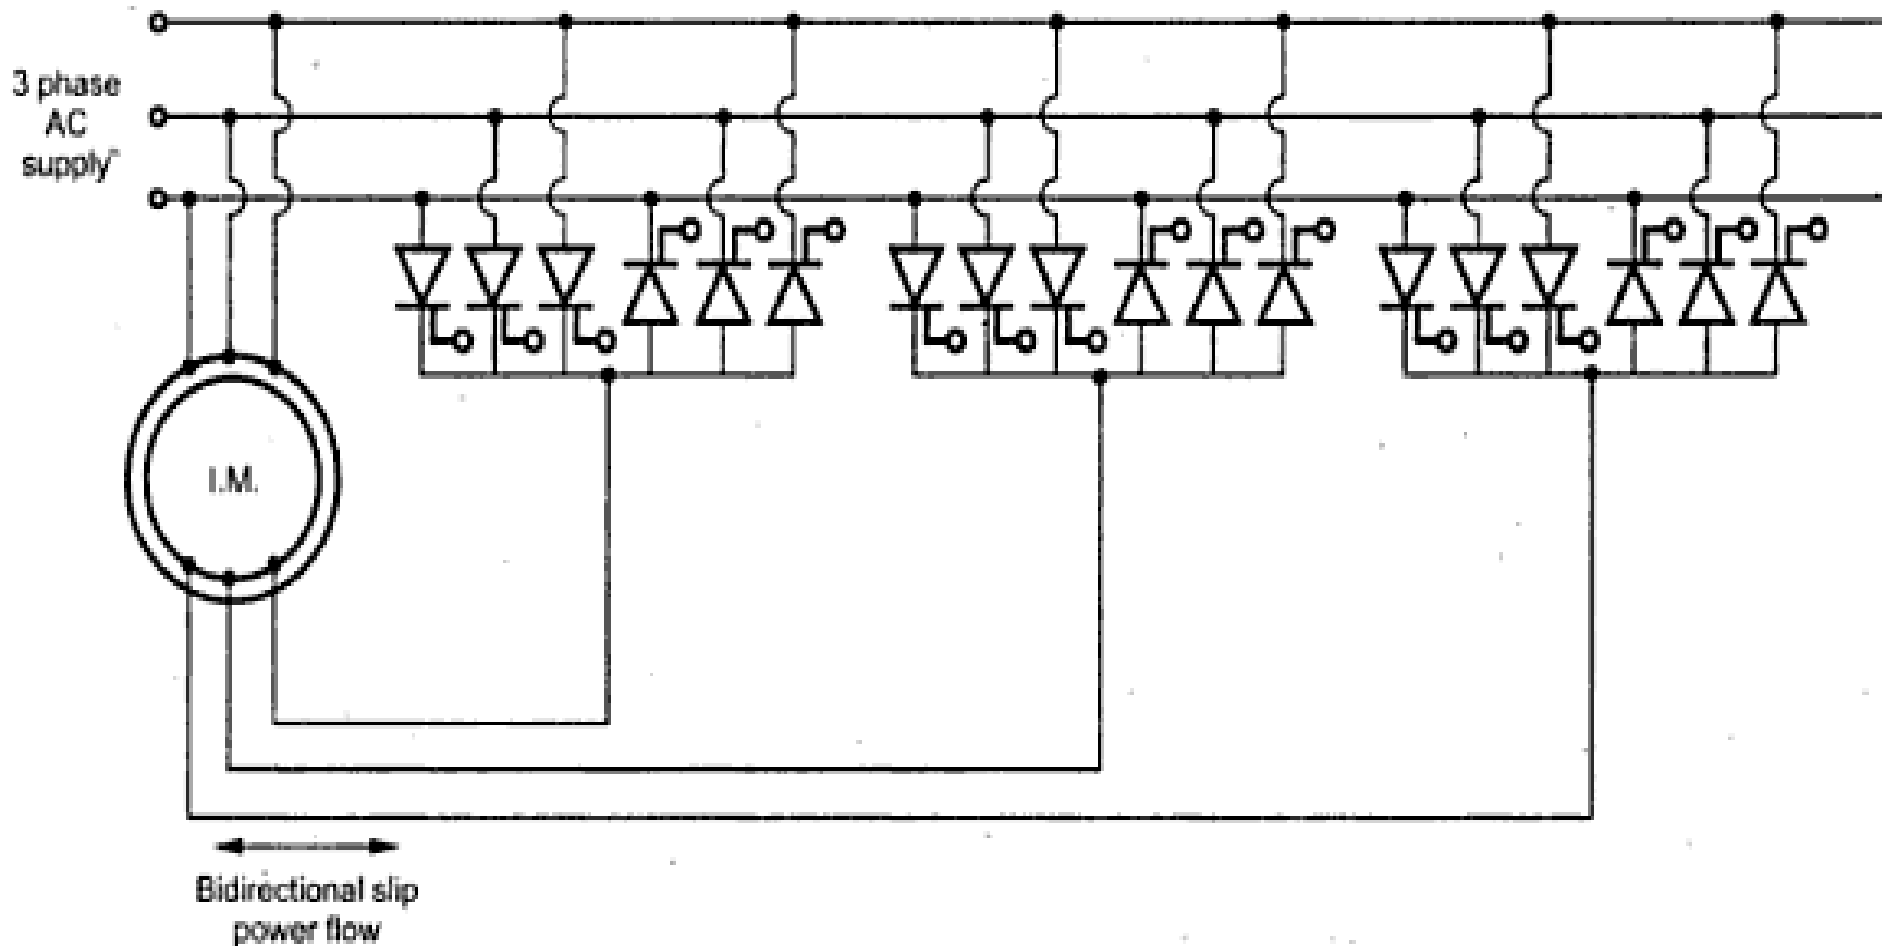 3 phase
AC
supply"
I.M.
Bidirectional slip
power flow